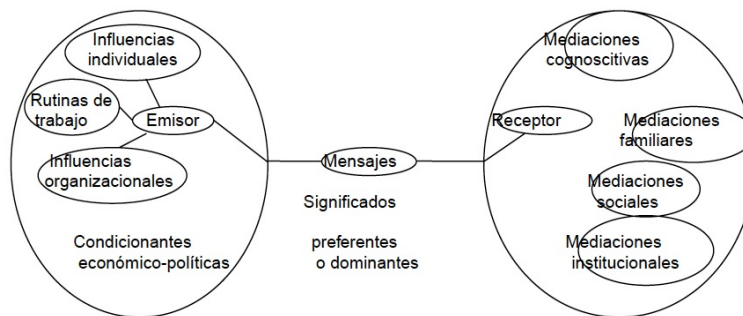 Influencias
individuales
Rutinas de
trabajo
Emisor
Influencias
organizacionales
Condicionantes
económico-políticas
Mensajes
Significados
preferentes
o dominantes
Mediaciones
cognoscitivas
Receptor
Mediaciones
familiares
Mediaciones
sociales
Mediaciones
institucionales